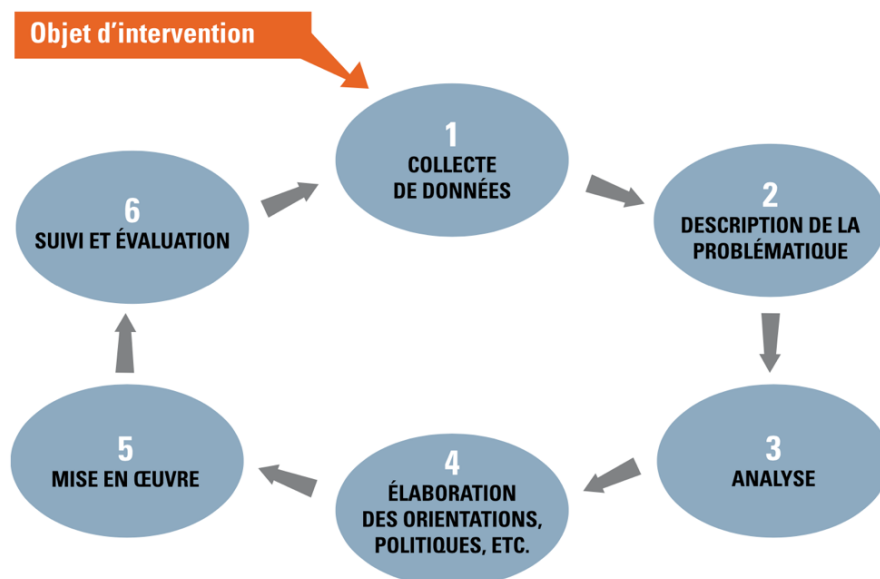 Objet d'intervention
1
COLLECTE
DE DONNÉES
2
DESCRIPTION DE LA
PROBLÉMATIQUE
3
ANALYSE
4
ÉLABORATION
DES ORIENTATIONS,
POLITIQUES, ETC.
5
MISE EN ŒUVRE
6
SUIVI ET ÉVALUATION